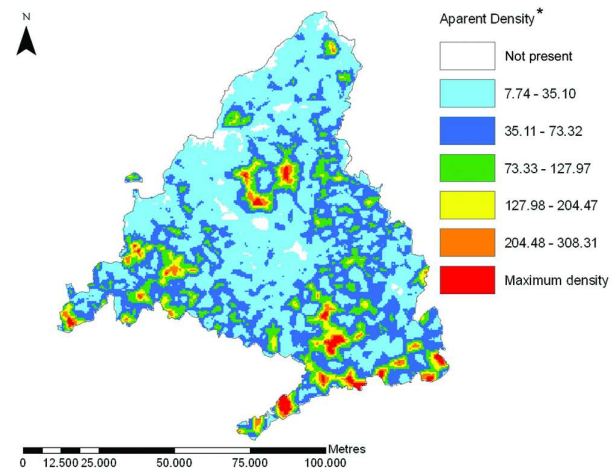 N
Aparent Density*
Not present
7.74 - 35.10
35.11 - 73.32
73.33 - 127.97
127.98 - 204.47
204.48 - 308.31
Maximum density
Metres
0 12.500 25.000 50.000 75.000 100.000